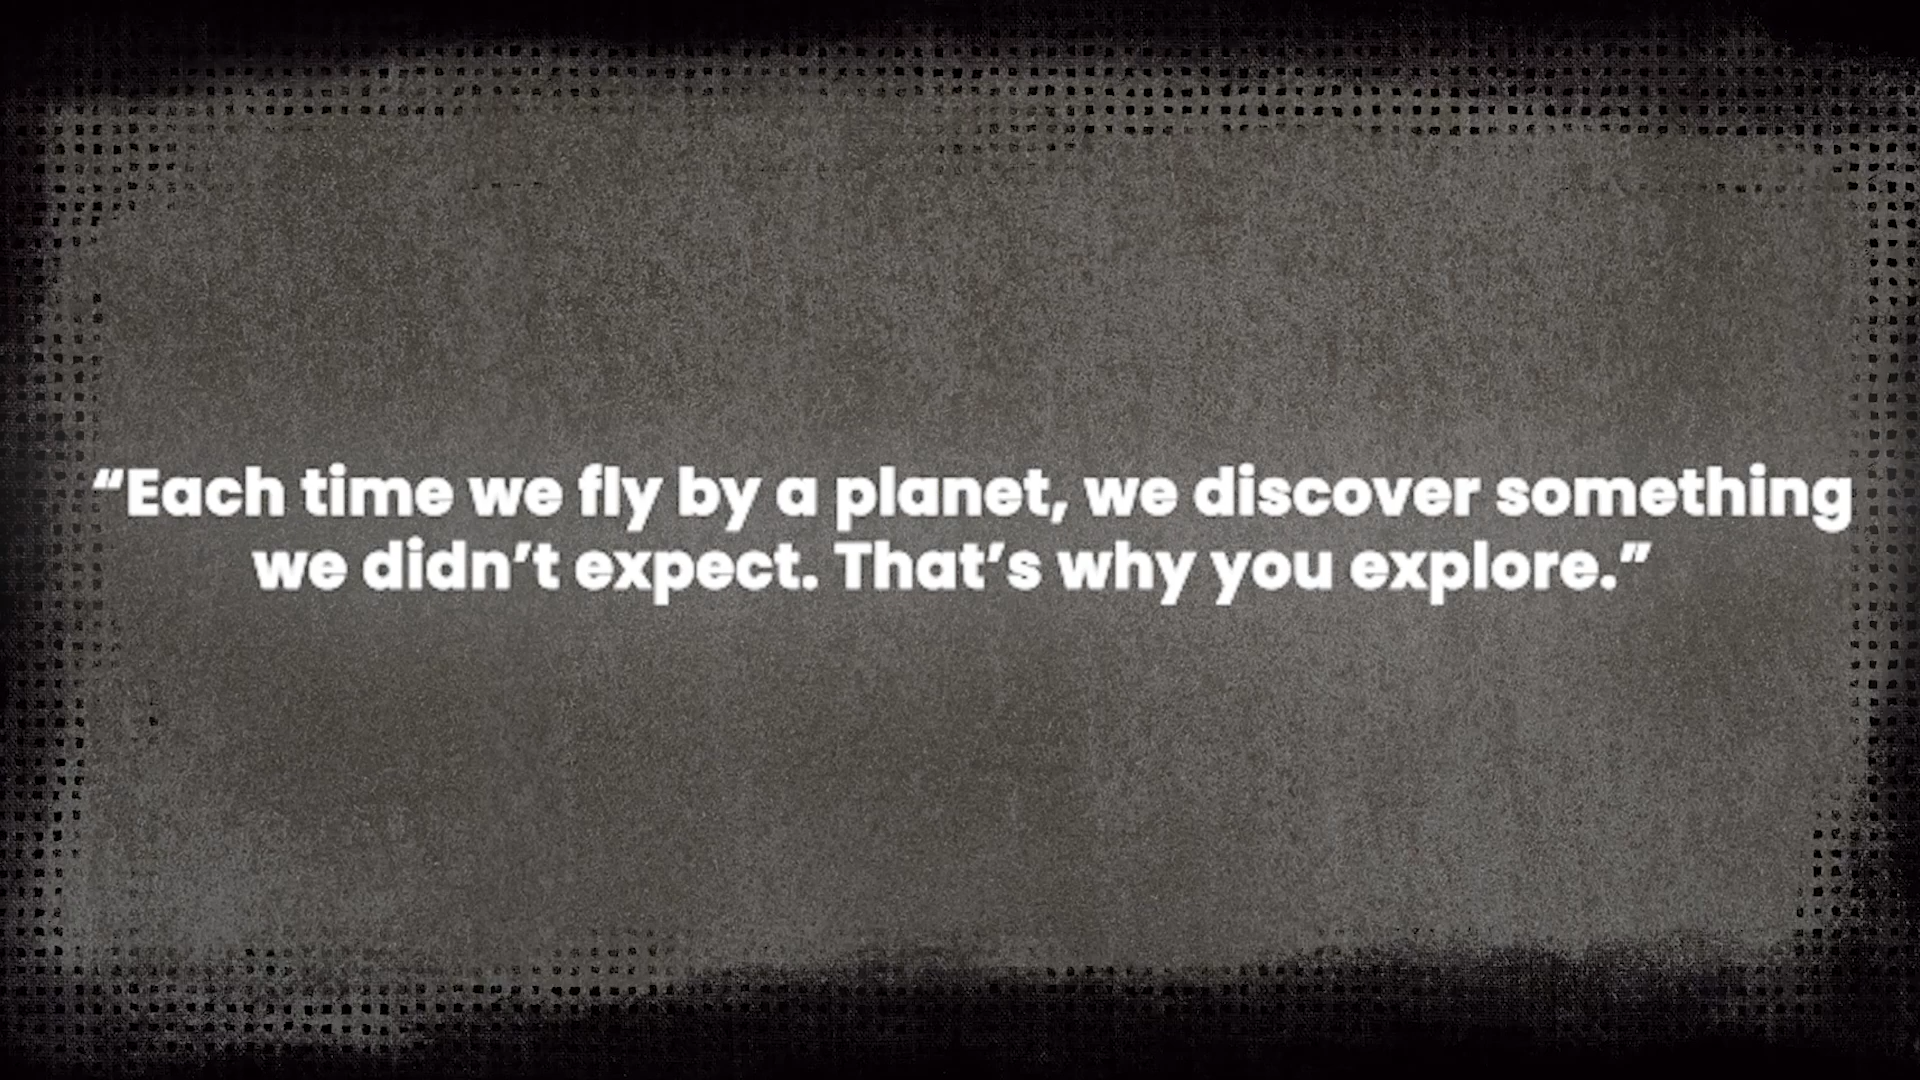 “Each time we fly by a planet, we discover something
we didn’t expect. That’s why you explore.”